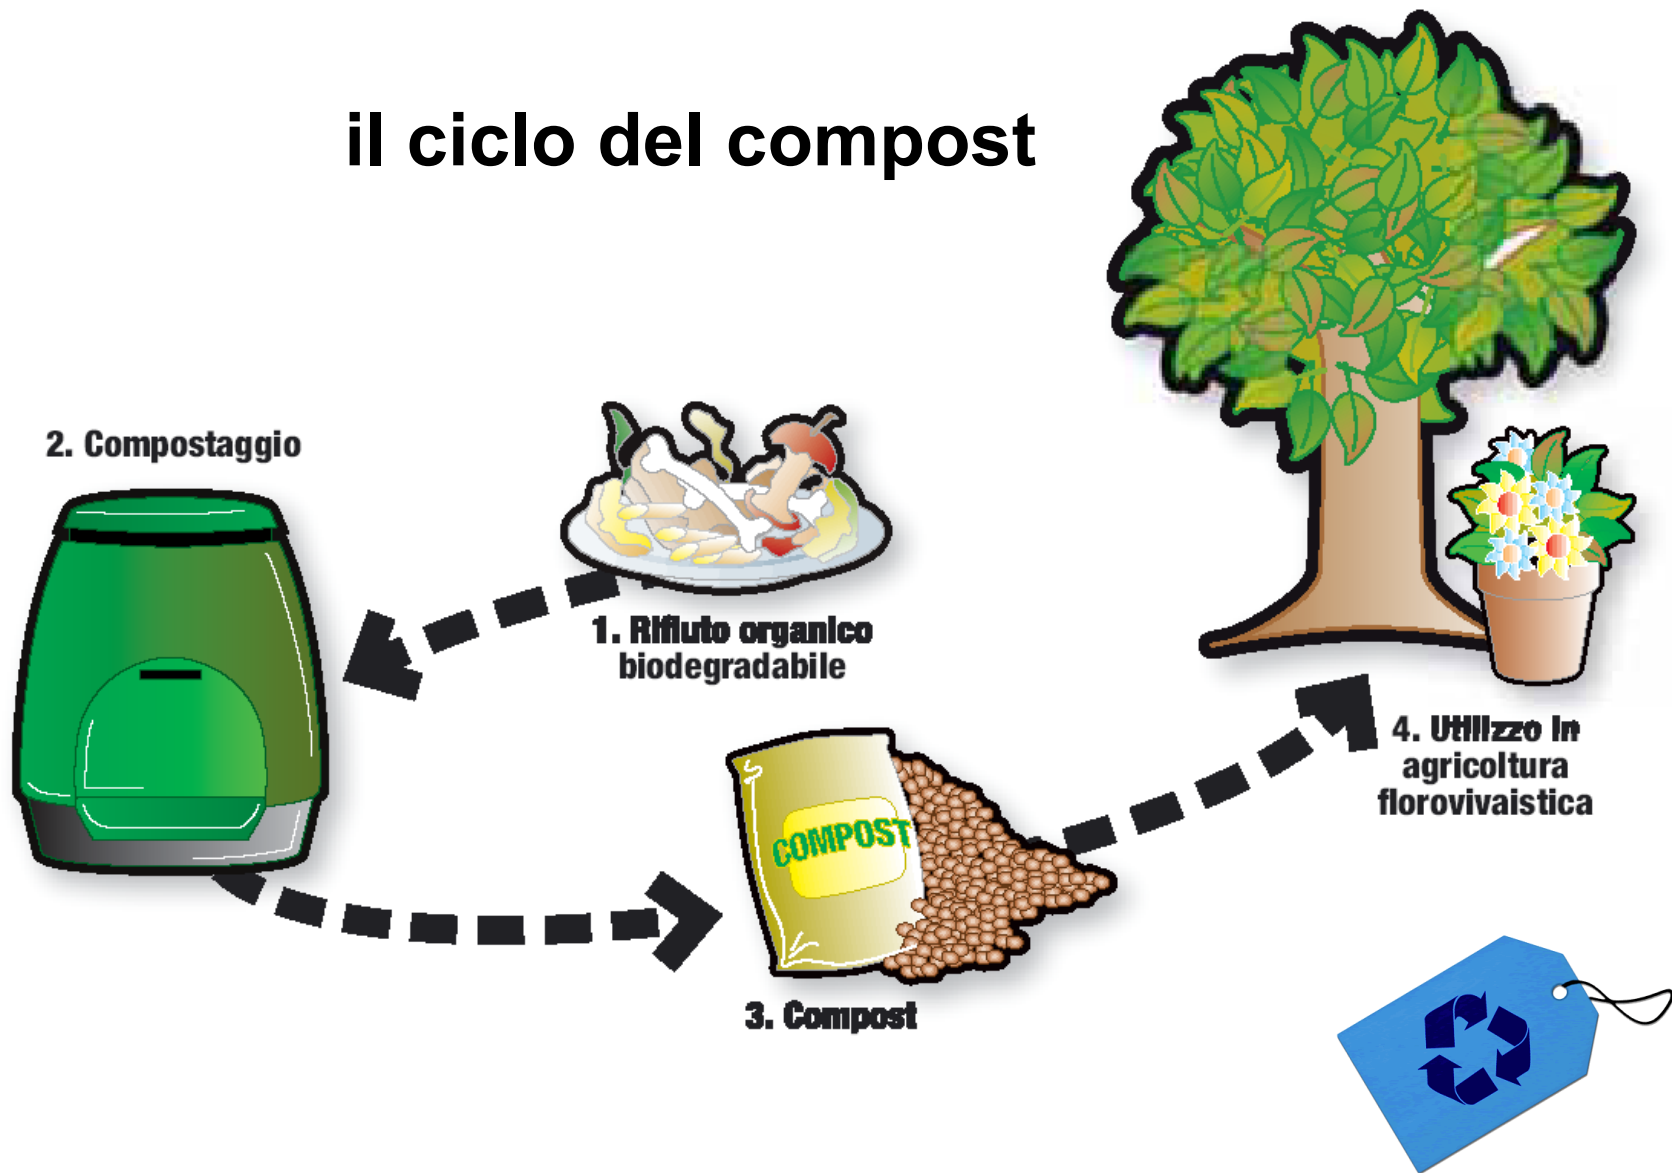 il ciclo del compost
2. Compostaggio
1. Rifiuto organico
biodegradabile
COMPOST
3. Compost
4. Utilizzo in
agricoltura
florovivaistica